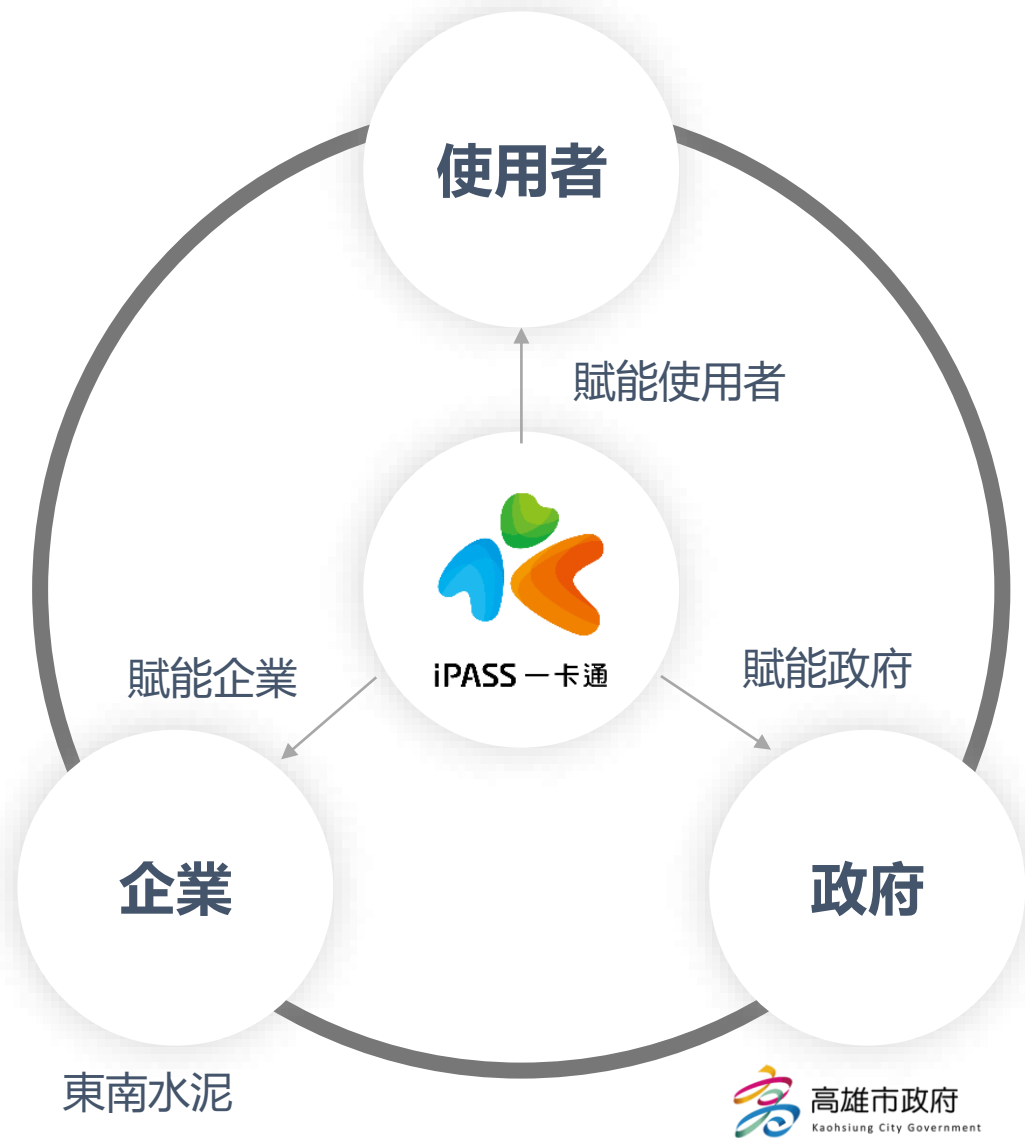 使用者
賦能使用者
iPASS 一卡通
賦能企業
賦能政府
企業
政府
東南水泥
高雄市政府
Kaohsiung City Government